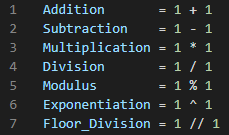 1 Addition = 1 + 1
2 Subtraction = 1 - 1
3 Multiplication = 1 * 1
4 Division = 1 / 1
5 Modulus = 1 % 1
6 Exponentiation = 1 ^ 1
7 Floor_Division = 1 // 1